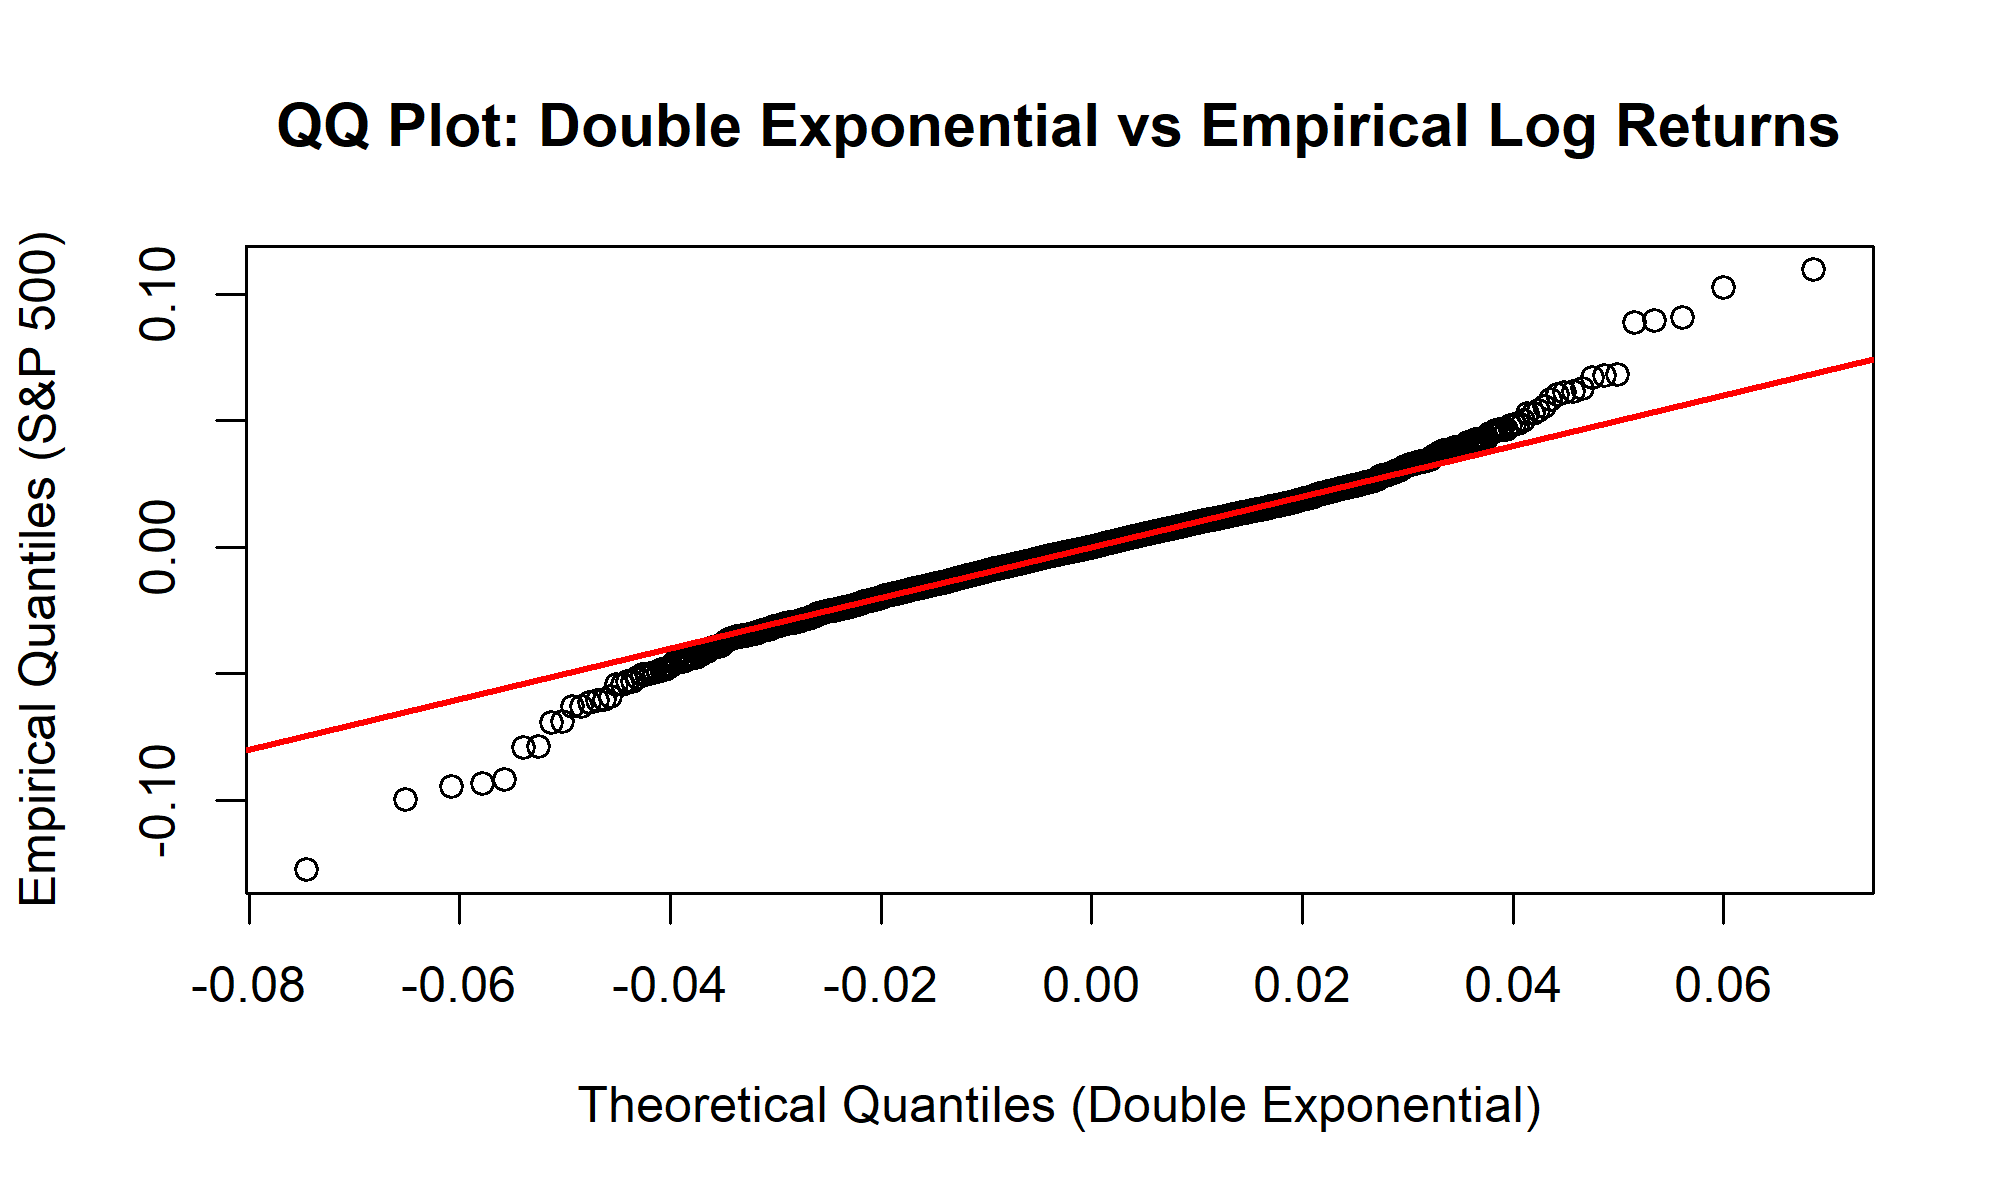 QQ Plot: Double Exponential vs Empirical Log Returns
Empirical Quantiles (S&P 500)
0.10
0.00
-0.10
-0.08 -0.06 -0.04 -0.02 0.00 0.02 0.04 0.06
Theoretical Quantiles (Double Exponential)